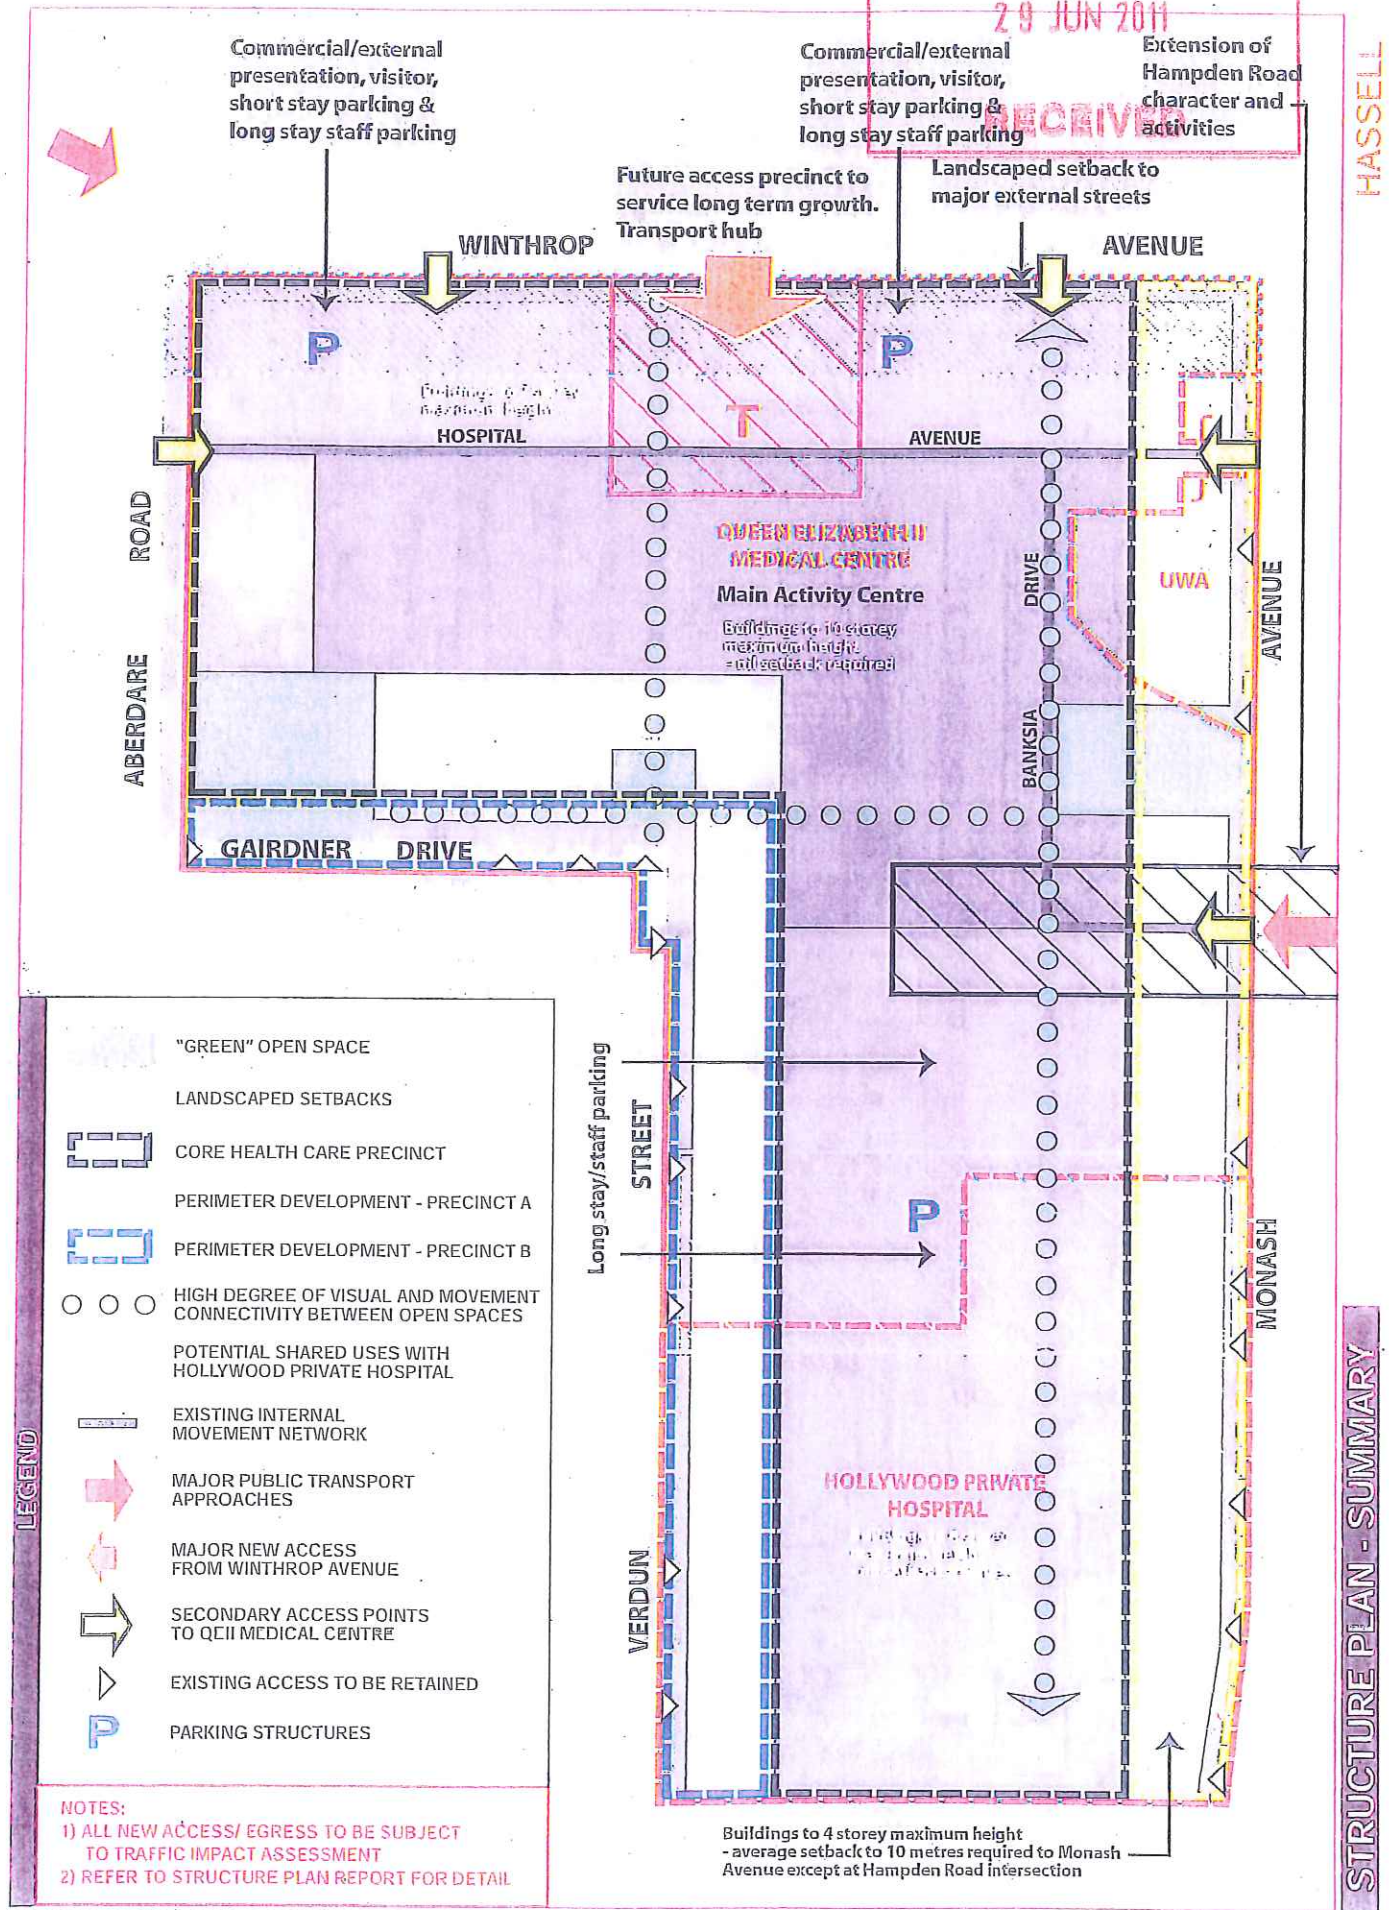 29 JUN 2011
RECEIVED
HASSELL
Commercial/external
presentation, visitor,
short stay parking &
long stay staff parking
Commercial/external
presentation, visitor,
short stay parking &
long stay staff parking
Extension of
Hampden Road
character and
activities
Future access precinct to
service long term growth.
Transport hub
Landscaped setback to
major external streets
WINTHROP
AVENUE
P
P
T
HOSPITAL
AVENUE
ROAD
ABERDARE
QUEEN ELIZABETH II
MEDICAL CENTRE
Main Activity Centre
Buildings to 10 storey
maximum height
- nil setback required
DRIVE
BANKSIA
UWA
AVENUE
MONASH
GAIRDNER DRIVE
Long stay/staff parking
STREET
VERDUN
P
HOLLYWOOD PRIVATE
HOSPITAL
LEGEND
"GREEN" OPEN SPACE
LANDSCAPED SETBACKS
CORE HEALTH CARE PRECINCT
PERIMETER DEVELOPMENT - PRECINCT A
PERIMETER DEVELOPMENT - PRECINCT B
HIGH DEGREE OF VISUAL AND MOVEMENT
CONNECTIVITY BETWEEN OPEN SPACES
POTENTIAL SHARED USES WITH
HOLLYWOOD PRIVATE HOSPITAL
EXISTING INTERNAL
MOVEMENT NETWORK
MAJOR PUBLIC TRANSPORT
APPROACHES
MAJOR NEW ACCESS
FROM WINTHROP AVENUE
SECONDARY ACCESS POINTS
TO QEII MEDICAL CENTRE
EXISTING ACCESS TO BE RETAINED
P PARKING STRUCTURES
NOTES:
1) ALL NEW ACCESS/ EGRESS TO BE SUBJECT
TO TRAFFIC IMPACT ASSESSMENT
2) REFER TO STRUCTURE PLAN REPORT FOR DETAIL
Buildings to 4 storey maximum height
- average setback to 10 metres required to Monash
Avenue except at Hampden Road intersection
STRUCTURE PLAN - SUMMARY